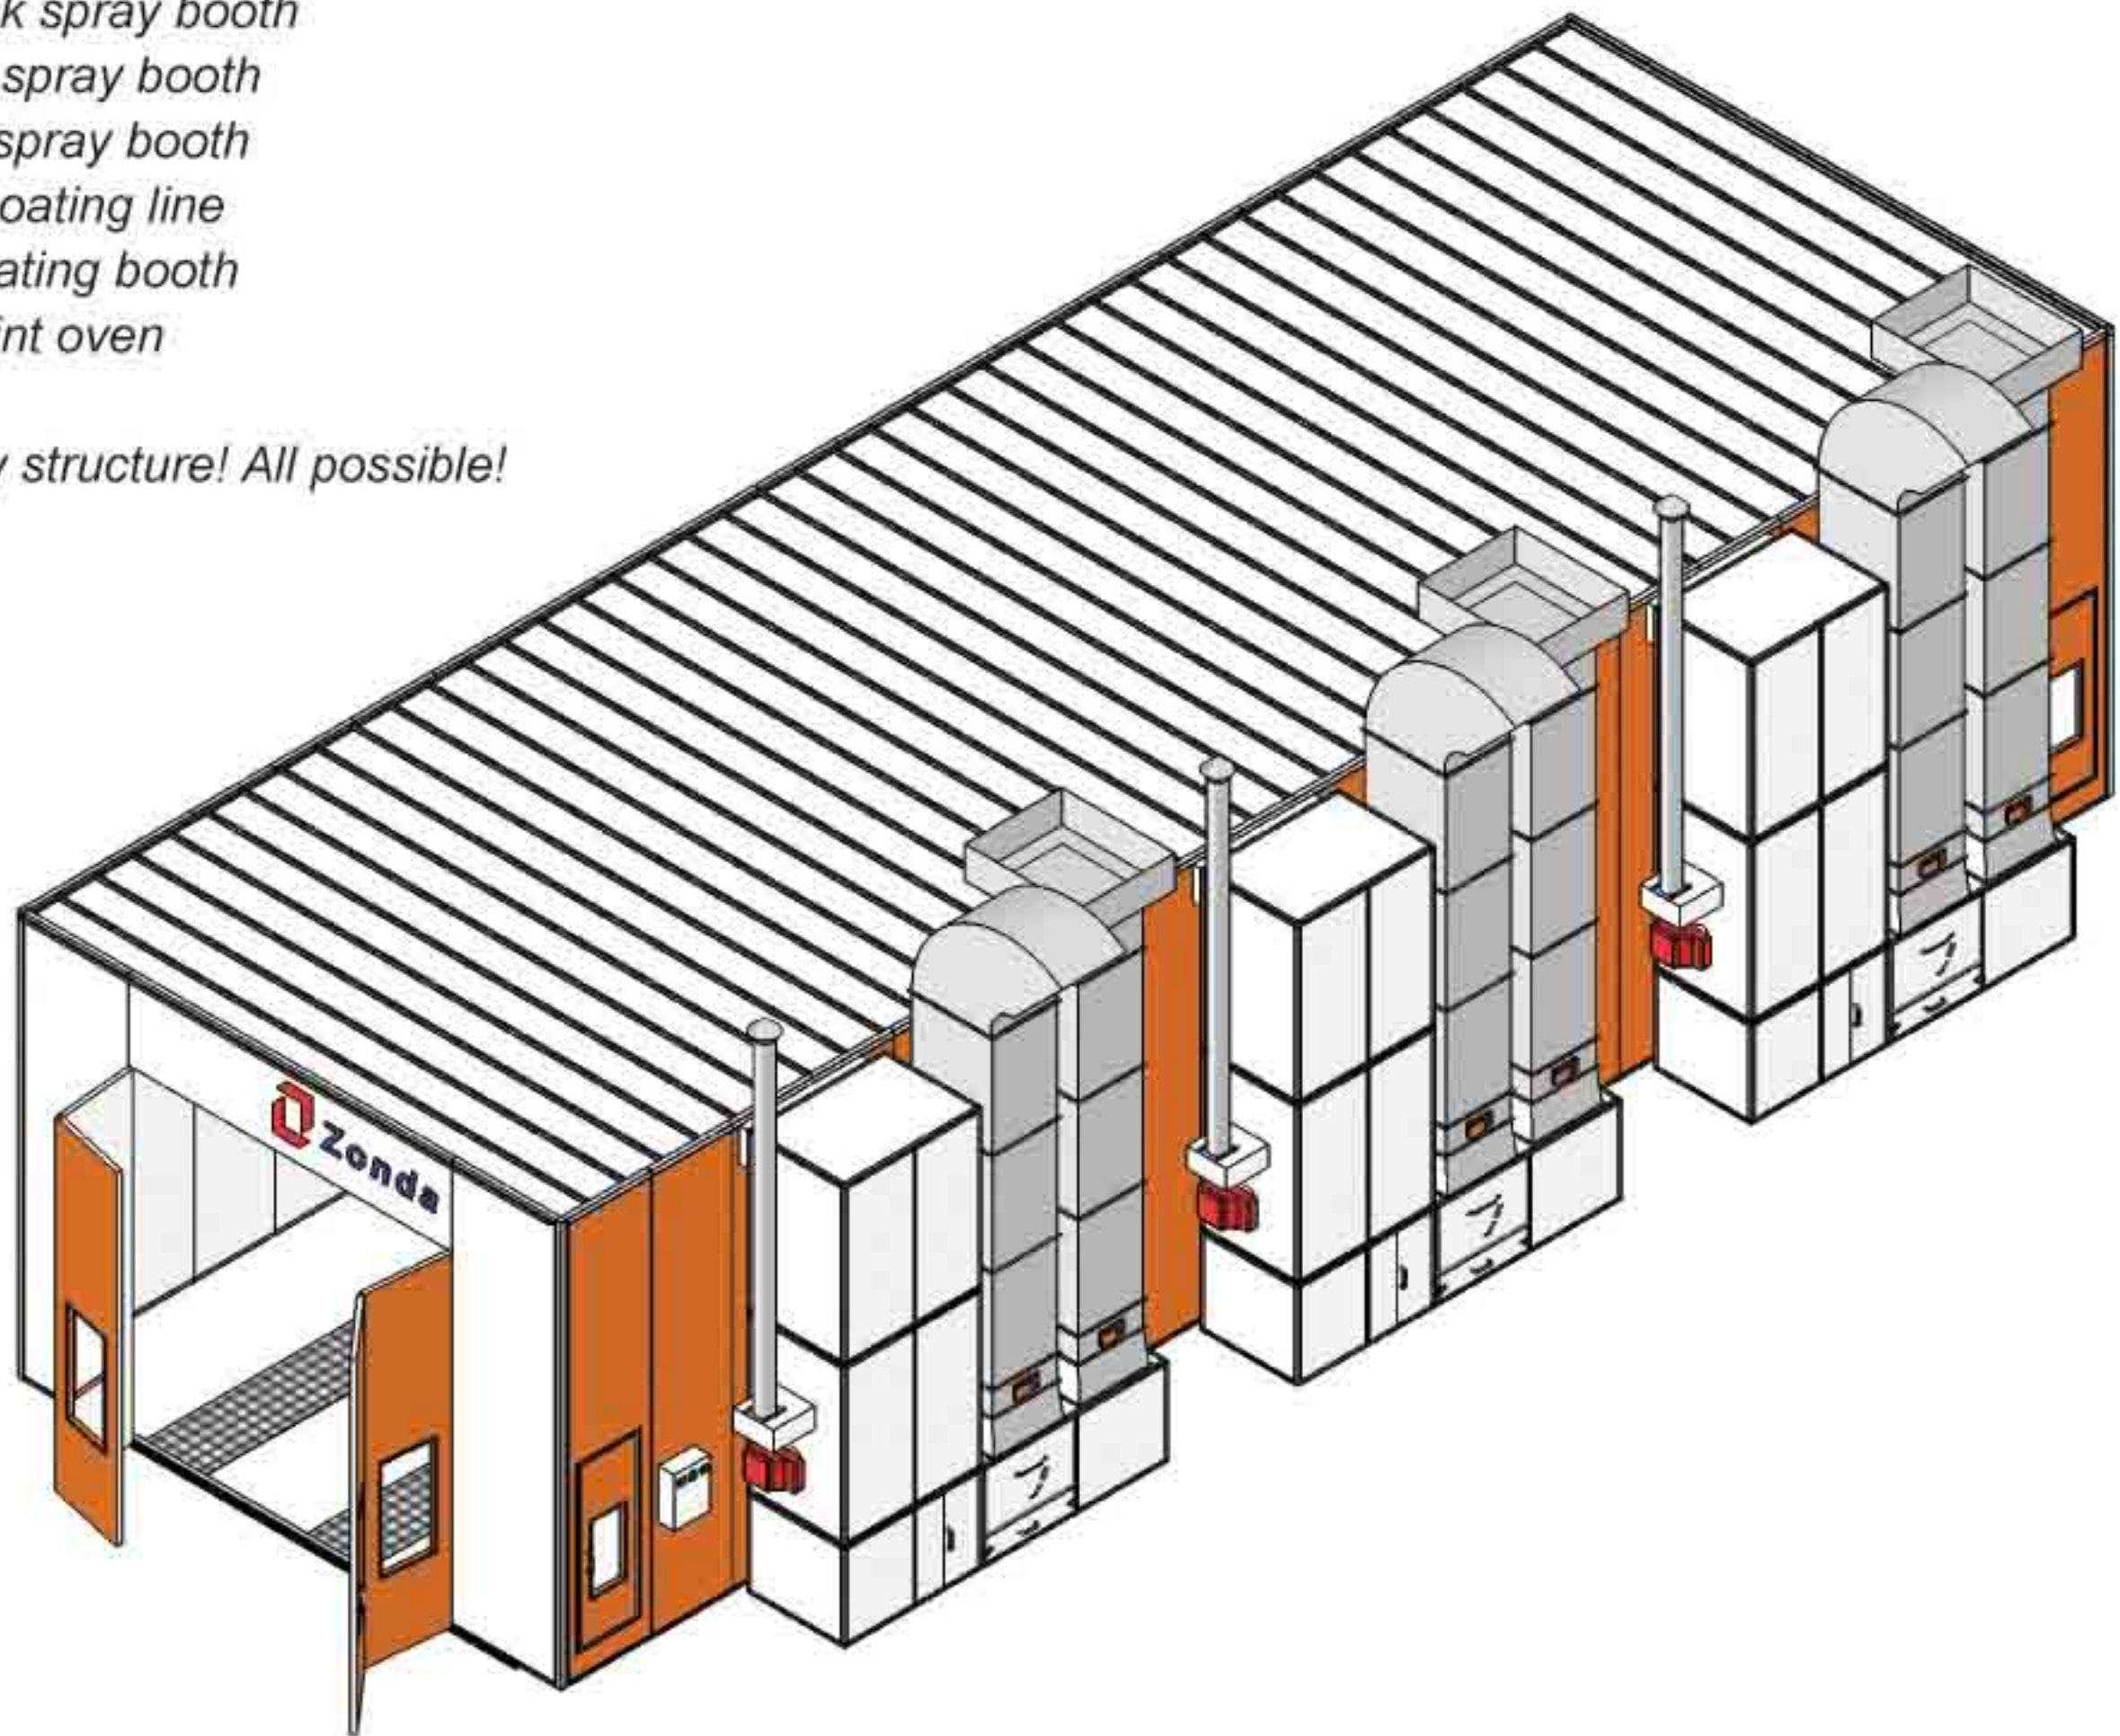 k spray booth
spray booth
spray booth
oating line
ating booth
int oven
y structure! All possible!
Zonda